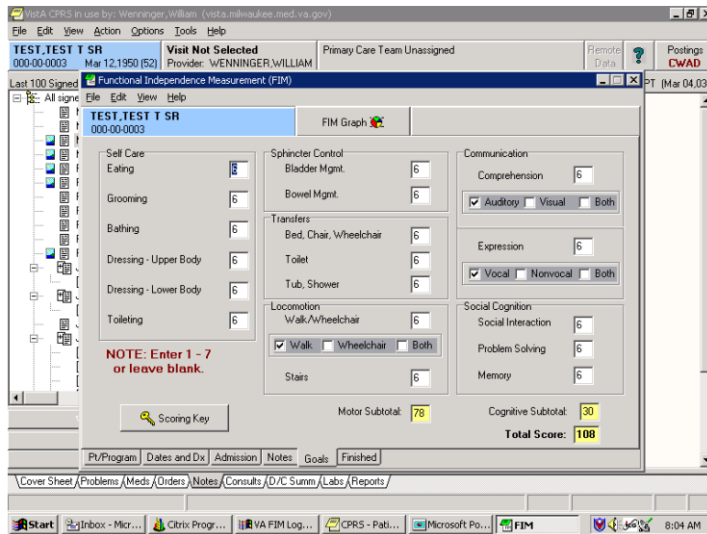 VistA CPRS in use by: Wenninger,William (vista.milwaukee.med.va.gov)
File Edit View Action Options Tools Help
TEST,TEST T SR Visit Not Selected Primary Care Team Unassigned Remote Data Postings
000-00-0003 Mar 12,1950 (52) Provider: WENNINGER,WILLIAM CWAD
Last 100 Signed
All signe
PT (Mar 04,03
Functional Independence Measurement (FIM)
File Edit View Help
TEST,TEST T SR
000-00-0003
FIM Graph
Self Care
Eating 6
Grooming 6
Bathing 6
Dressing - Upper Body 6
Dressing - Lower Body 6
Toileting 6
NOTE: Enter 1 - 7
or leave blank.
Scoring Key
Sphincter Control
Bladder Mgmt. 6
Bowel Mgmt. 6
Transfers
Bed, Chair, Wheelchair 6
Toilet 6
Tub, Shower 6
Locomotion
Walk/Wheelchair 6
Walk Wheelchair Both
Stairs 6
Motor Subtotal: 78
Communication
Comprehension 6
Auditory Visual Both
Expression 6
Vocal Nonvocal Both
Social Cognition
Social Interaction 6
Problem Solving 6
Memory 6
Cognitive Subtotal: 30
Total Score: 108
Pt/Program Dates and Dx Admission Notes Goals Finished
Cover Sheet Problems Meds Orders Notes Consults D/C Summ Labs Reports
Start Inbox - Micr... Citrix Progr... VA FIM Log... CPRS - Pati... Microsoft Po... FIM 8:04 AM